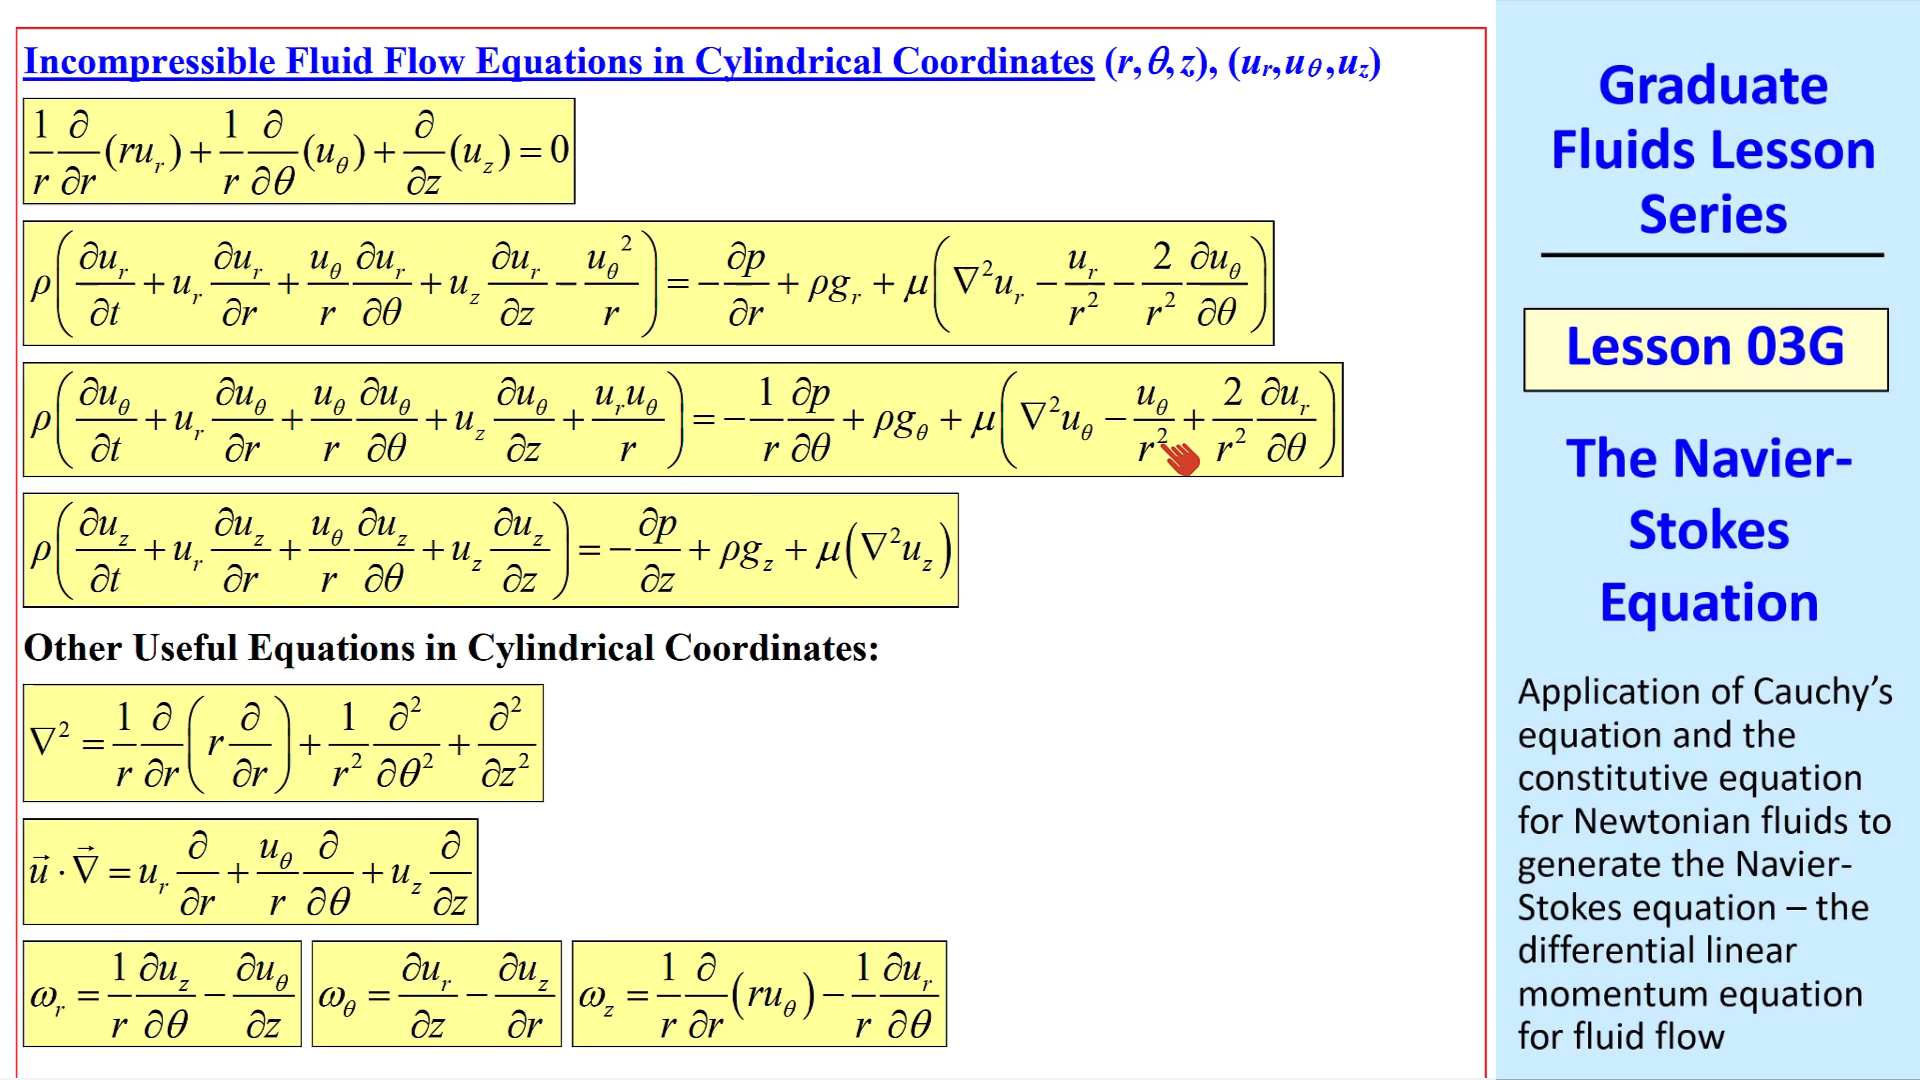 Incompressible Fluid Flow Equations in Cylindrical Coordinates (r,θ,z), (u_r,u_θ,u_z)
1/r ∂/∂r (ru_r) + 1/r ∂/∂θ (u_θ) + ∂/∂z (u_z) = 0
ρ(∂u_r/∂t + u_r ∂u_r/∂r + u_θ/r ∂u_r/∂θ + u_z ∂u_r/∂z − u_θ²/r) = −∂p/∂r + ρg_r + μ(∇²u_r − u_r/r² − 2/r² ∂u_θ/∂θ)
ρ(∂u_θ/∂t + u_r ∂u_θ/∂r + u_θ/r ∂u_θ/∂θ + u_z ∂u_θ/∂z + u_r u_θ/r) = −1/r ∂p/∂θ + ρg_θ + μ(∇²u_θ − u_θ/r² + 2/r² ∂u_r/∂θ)
ρ(∂u_z/∂t + u_r ∂u_z/∂r + u_θ/r ∂u_z/∂θ + u_z ∂u_z/∂z) = −∂p/∂z + ρg_z + μ(∇²u_z)
Other Useful Equations in Cylindrical Coordinates:
∇² = 1/r ∂/∂r (r ∂/∂r) + 1/r² ∂²/∂θ² + ∂²/∂z²
u⃗ · ∇⃗ = u_r ∂/∂r + u_θ/r ∂/∂θ + u_z ∂/∂z
ω_r = 1/r ∂u_z/∂θ − ∂u_θ/∂z
ω_θ = ∂u_r/∂z − ∂u_z/∂r
ω_z = 1/r ∂/∂r (ru_θ) − 1/r ∂u_r/∂θ
Graduate
Fluids Lesson
Series
Lesson 03G
The Navier-
Stokes
Equation
Application of Cauchy’s
equation and the
constitutive equation
for Newtonian fluids to
generate the Navier-
Stokes equation – the
differential linear
momentum equation
for fluid flow